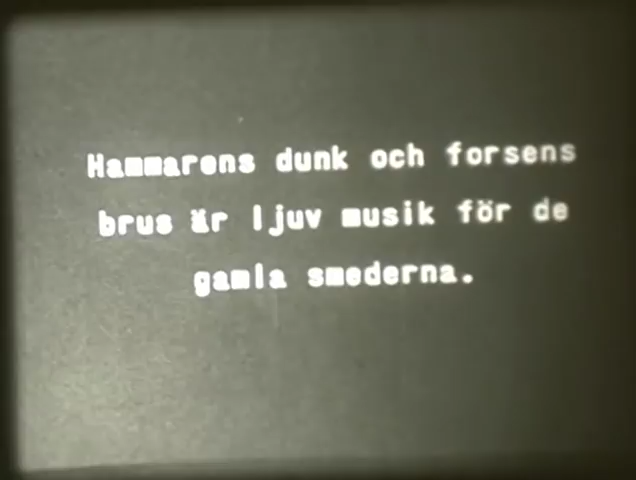 Hammarens dunk och forsens
brus är ljuv musik för de
gamla smederna.